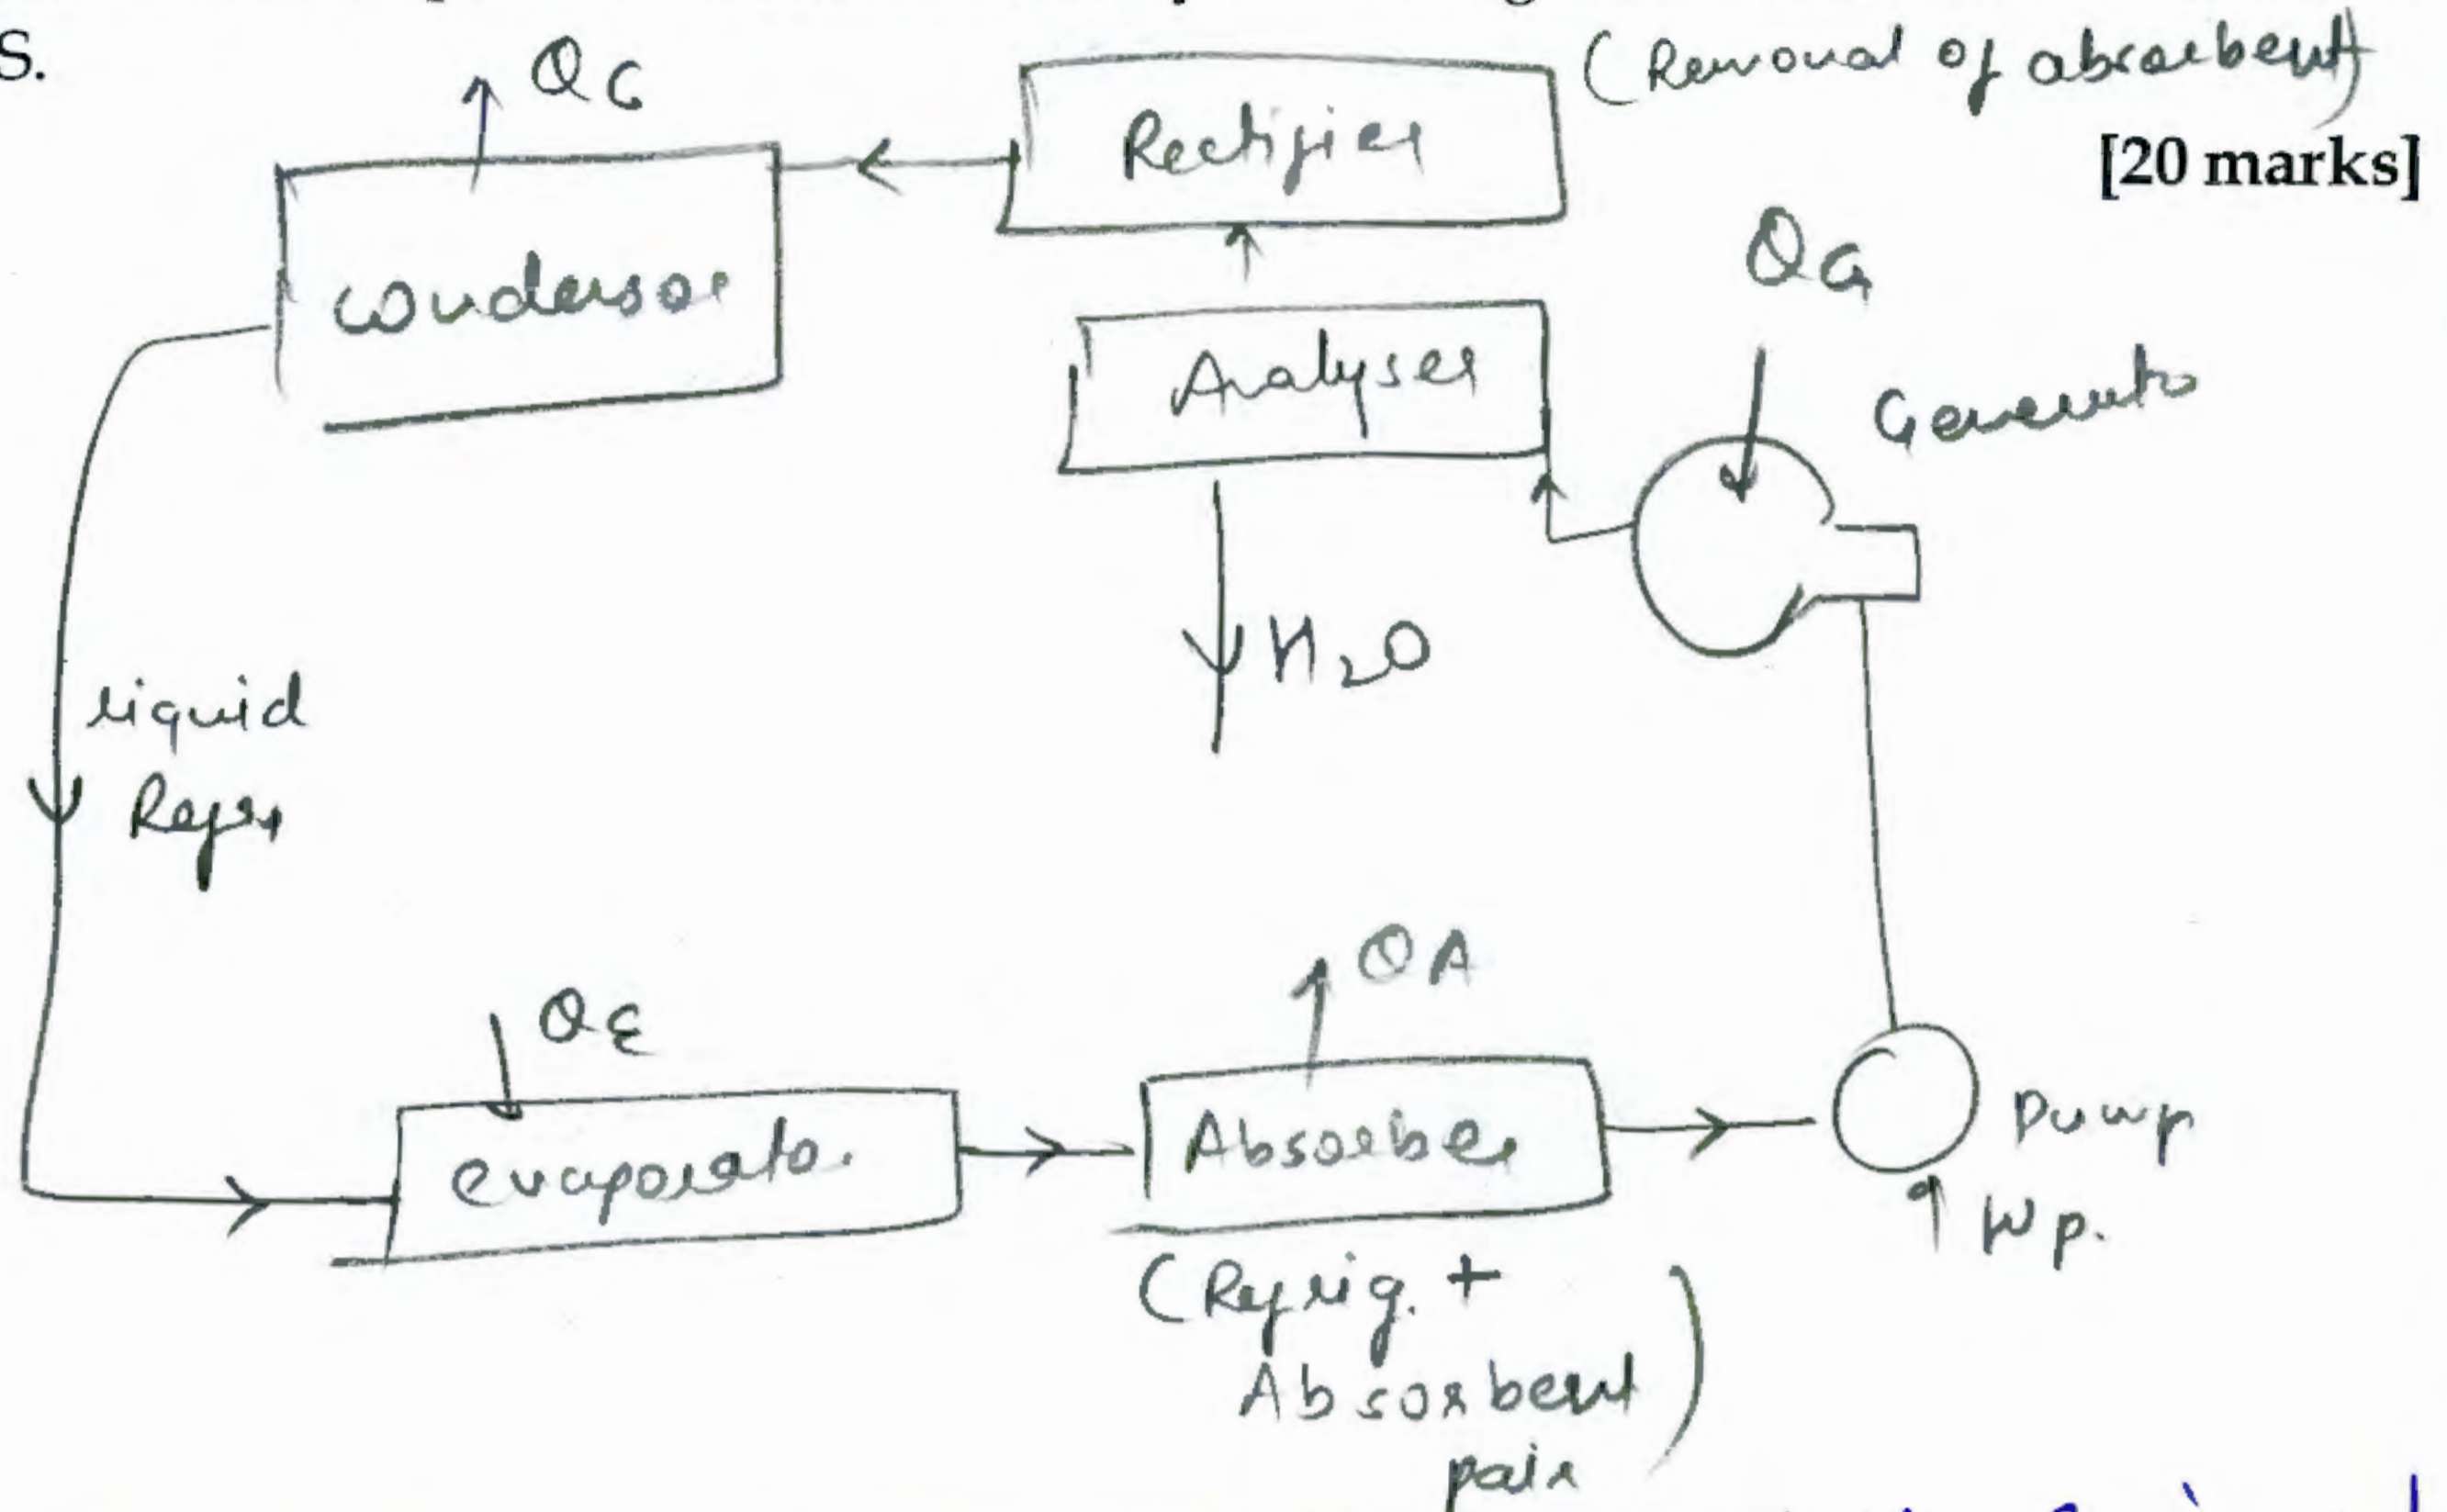 S.
(Removal of absorbent)
[20 marks]
QC
Rectifier
Condensor
QG
Analyser
Generator
H2O
liquid
Refr.
QE
QA
evaporator
Absorber
Pump
Wp.
(Refrig. +
Absorbent
pair)